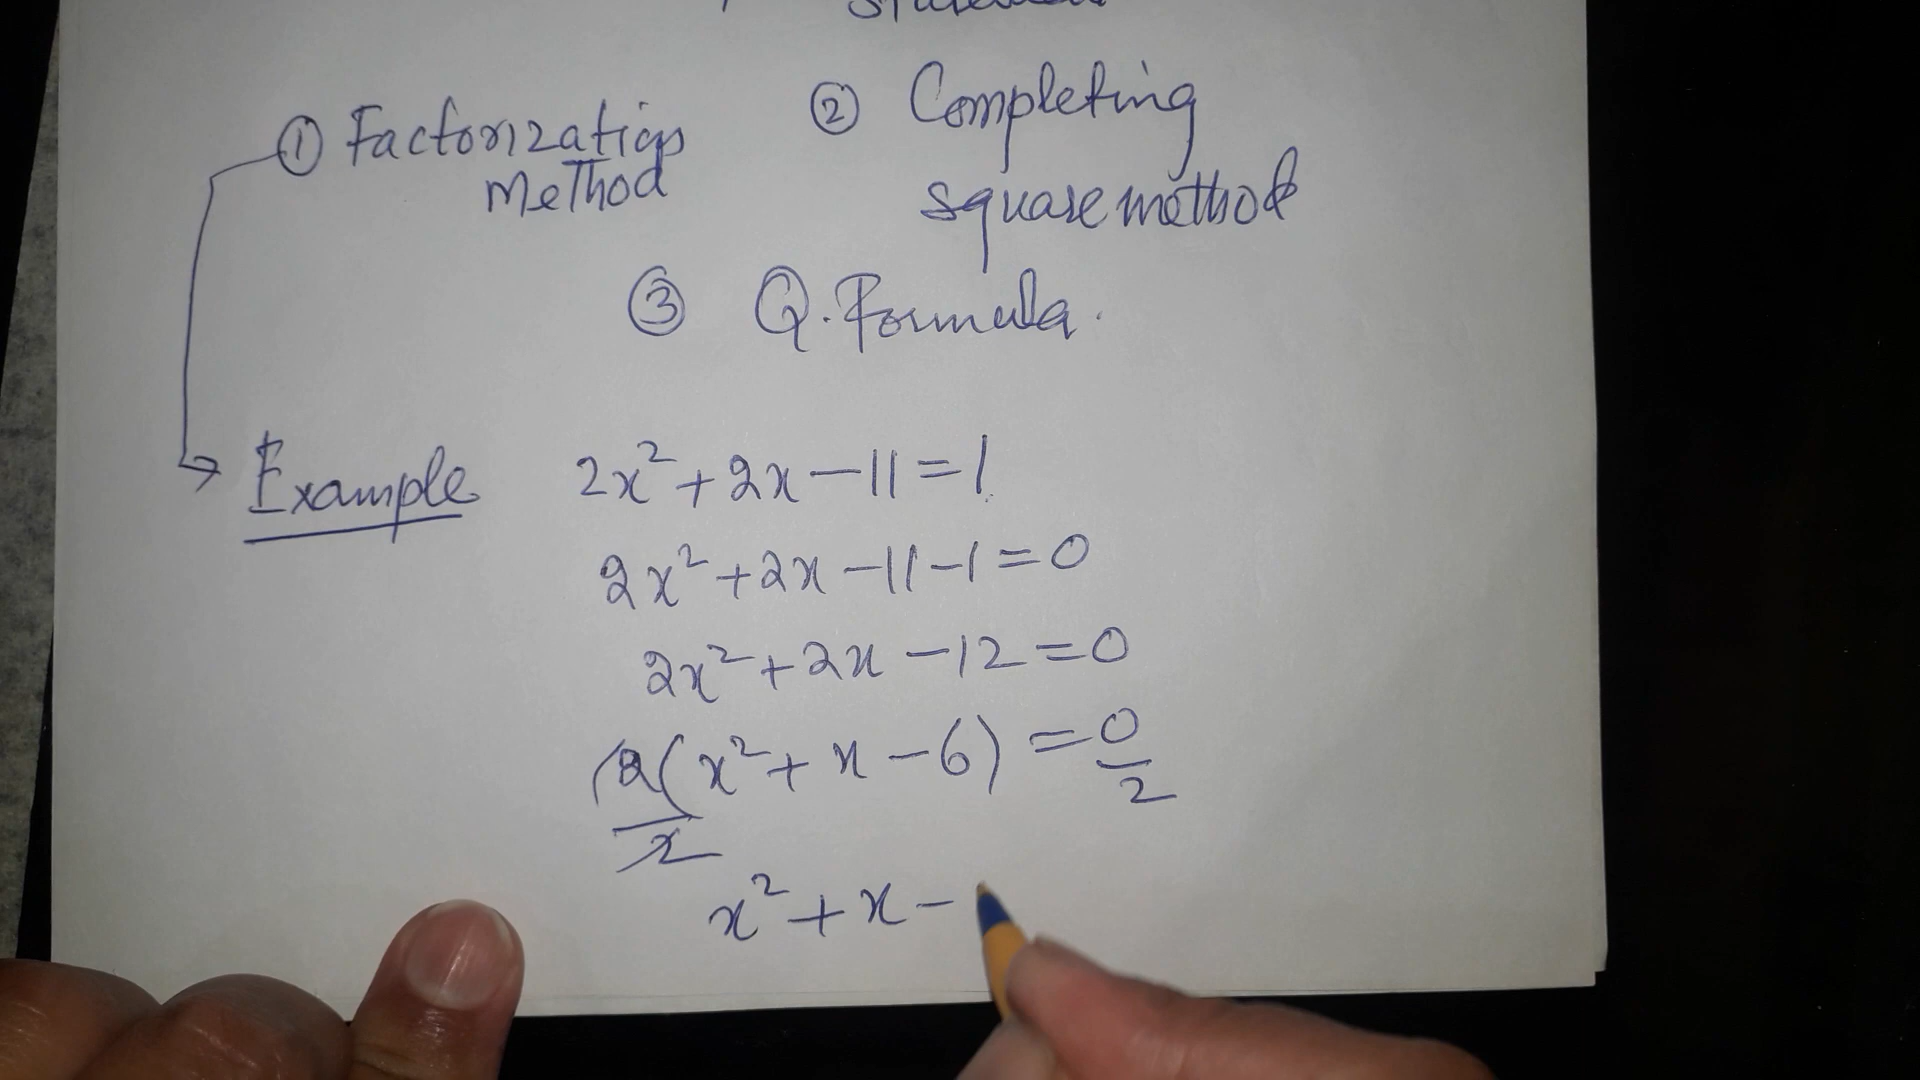 ① Factorization
Method
② Completing
square method
③ Q. Formula.
Example
2x² + 2x - 11 = 1
2x² + 2x - 11 - 1 = 0
2x² + 2x - 12 = 0
2(x² + x - 6) = 0
2 2
x² + x -